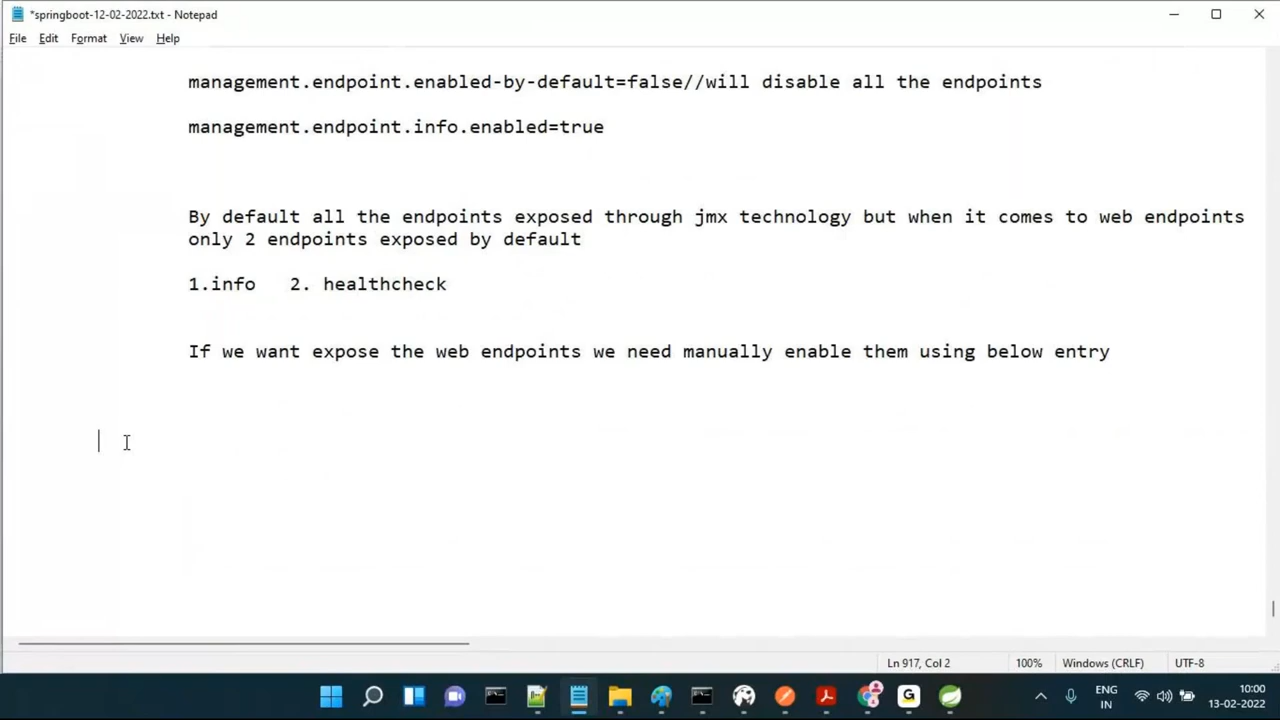 *springboot-12-02-2022.txt - Notepad
File Edit Format View Help
management.endpoint.enabled-by-default=false//will disable all the endpoints
management.endpoint.info.enabled=true
By default all the endpoints exposed through jmx technology but when it comes to web endpoints
only 2 endpoints exposed by default
1.info 2. healthcheck
If we want expose the web endpoints we need manually enable them using below entry
Ln 917, Col 2 100% Windows (CRLF) UTF-8
G
ENG
IN
10:00
13-02-2022